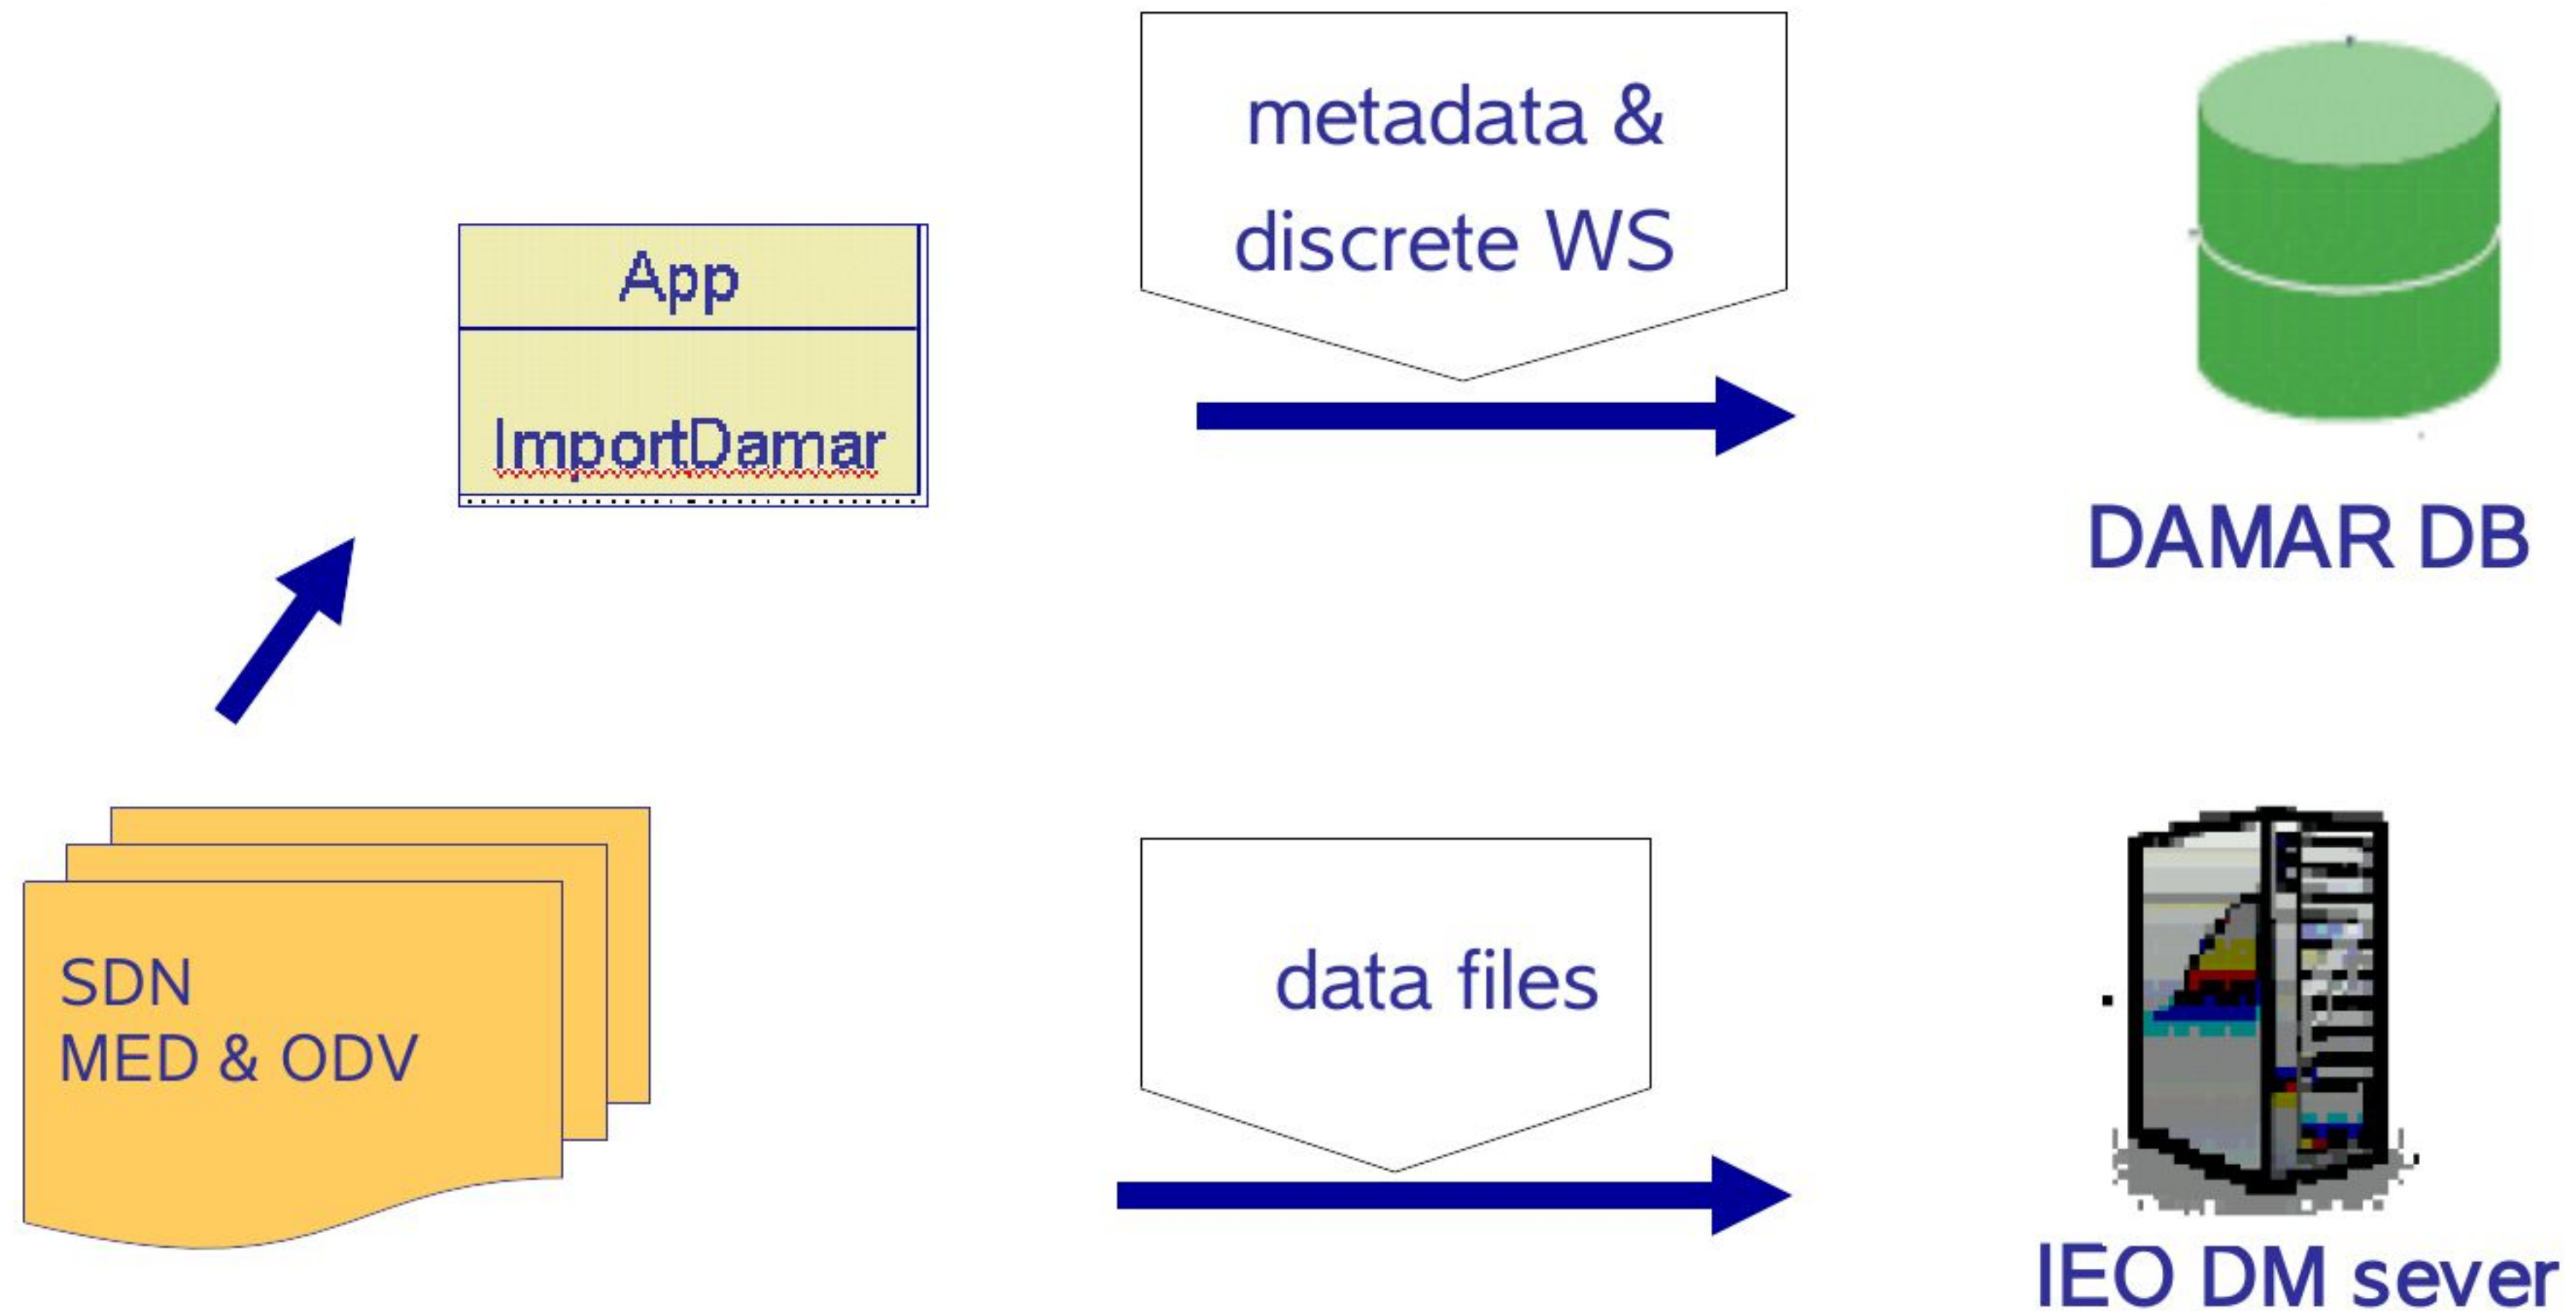 metadata &
discrete WS
App
ImportDamar
DAMAR DB
SDN
MED & ODV
data files
IEO DM sever